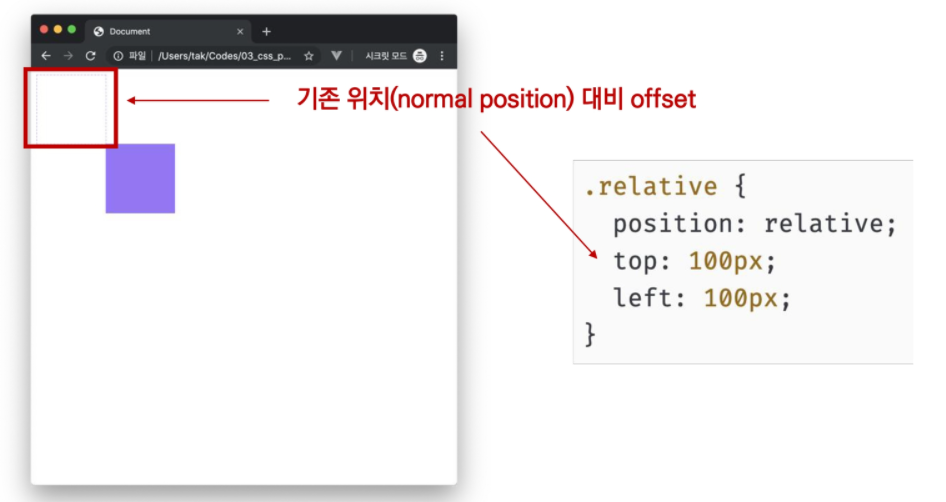 Document
파일 /Users/tak/Codes/03_css_p... 시크릿 모드
기존 위치(normal position) 대비 offset
.relative {
position: relative;
top: 100px;
left: 100px;
}